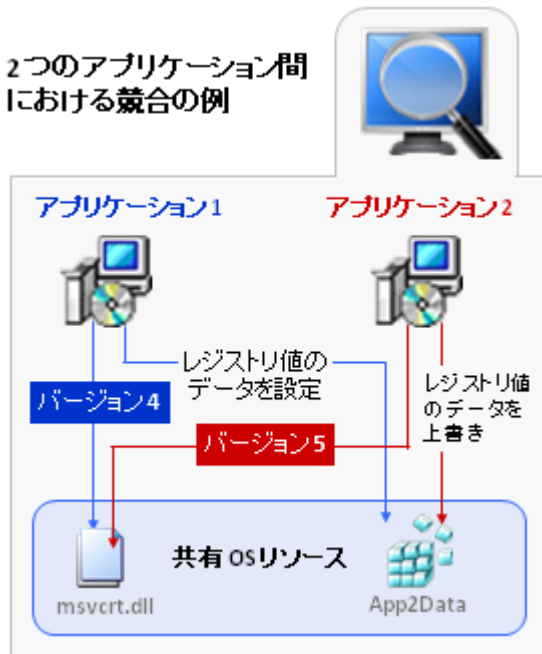 2つのアプリケーション間
における競合の例
アプリケーション1
アプリケーション2
レジストリ値の
データを設定
バージョン4
レジストリ値
のデータを
上書き
バージョン5
共有 OSリソース
msvcrt.dll
App2Data